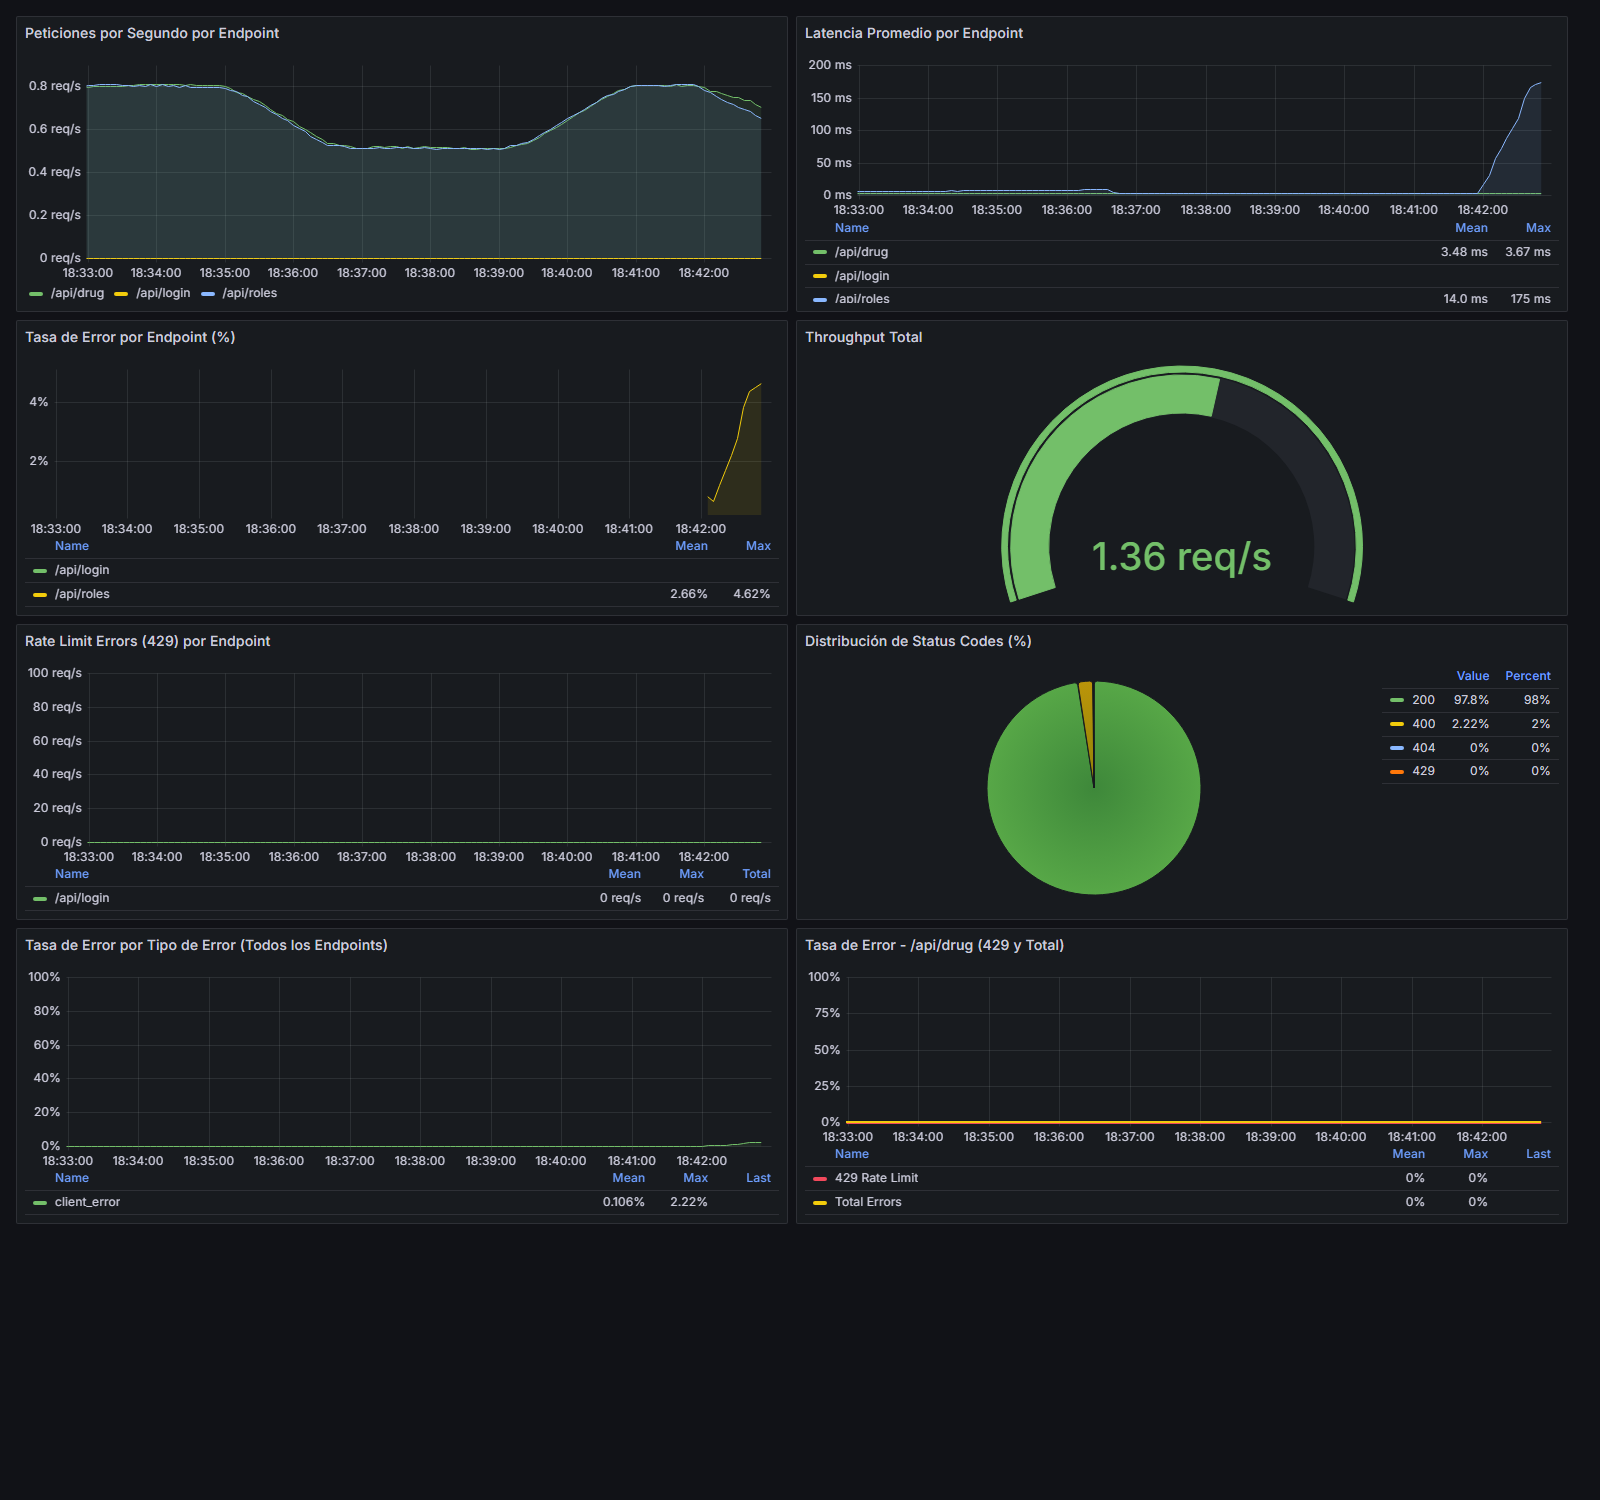 Peticiones por Segundo por Endpoint
0.8 req/s
0.6 req/s
0.4 req/s
0.2 req/s
0 req/s
18:33:00 18:34:00 18:35:00 18:36:00 18:37:00 18:38:00 18:39:00 18:40:00 18:41:00 18:42:00
/api/drug /api/login /api/roles
Latencia Promedio por Endpoint
200 ms
150 ms
100 ms
50 ms
0 ms
18:33:00 18:34:00 18:35:00 18:36:00 18:37:00 18:38:00 18:39:00 18:40:00 18:41:00 18:42:00
Name Mean Max
/api/drug 3.48 ms 3.67 ms
/api/login
/api/roles 14.0 ms 175 ms
Tasa de Error por Endpoint (%)
4%
2%
18:33:00 18:34:00 18:35:00 18:36:00 18:37:00 18:38:00 18:39:00 18:40:00 18:41:00 18:42:00
Name Mean Max
/api/login
/api/roles 2.66% 4.62%
Throughput Total
1.36 req/s
Rate Limit Errors (429) por Endpoint
100 req/s
80 req/s
60 req/s
40 req/s
20 req/s
0 req/s
18:33:00 18:34:00 18:35:00 18:36:00 18:37:00 18:38:00 18:39:00 18:40:00 18:41:00 18:42:00
Name Mean Max Total
/api/login 0 req/s 0 req/s 0 req/s
Distribución de Status Codes (%)
Value Percent
200 97.8% 98%
400 2.22% 2%
404 0% 0%
429 0% 0%
Tasa de Error por Tipo de Error (Todos los Endpoints)
100%
80%
60%
40%
20%
0%
18:33:00 18:34:00 18:35:00 18:36:00 18:37:00 18:38:00 18:39:00 18:40:00 18:41:00 18:42:00
Name Mean Max Last
client_error 0.106% 2.22%
Tasa de Error - /api/drug (429 y Total)
100%
75%
50%
25%
0%
18:33:00 18:34:00 18:35:00 18:36:00 18:37:00 18:38:00 18:39:00 18:40:00 18:41:00 18:42:00
Name Mean Max Last
429 Rate Limit 0% 0%
Total Errors 0% 0%